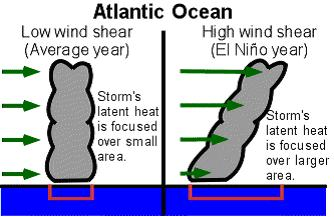 Atlantic Ocean
Low wind shear
(Average year)
Storm's
latent heat
is focused
over small
area.
High wind shear
(El Niño year)
Storm's
latent heat
is focused
over larger
area.